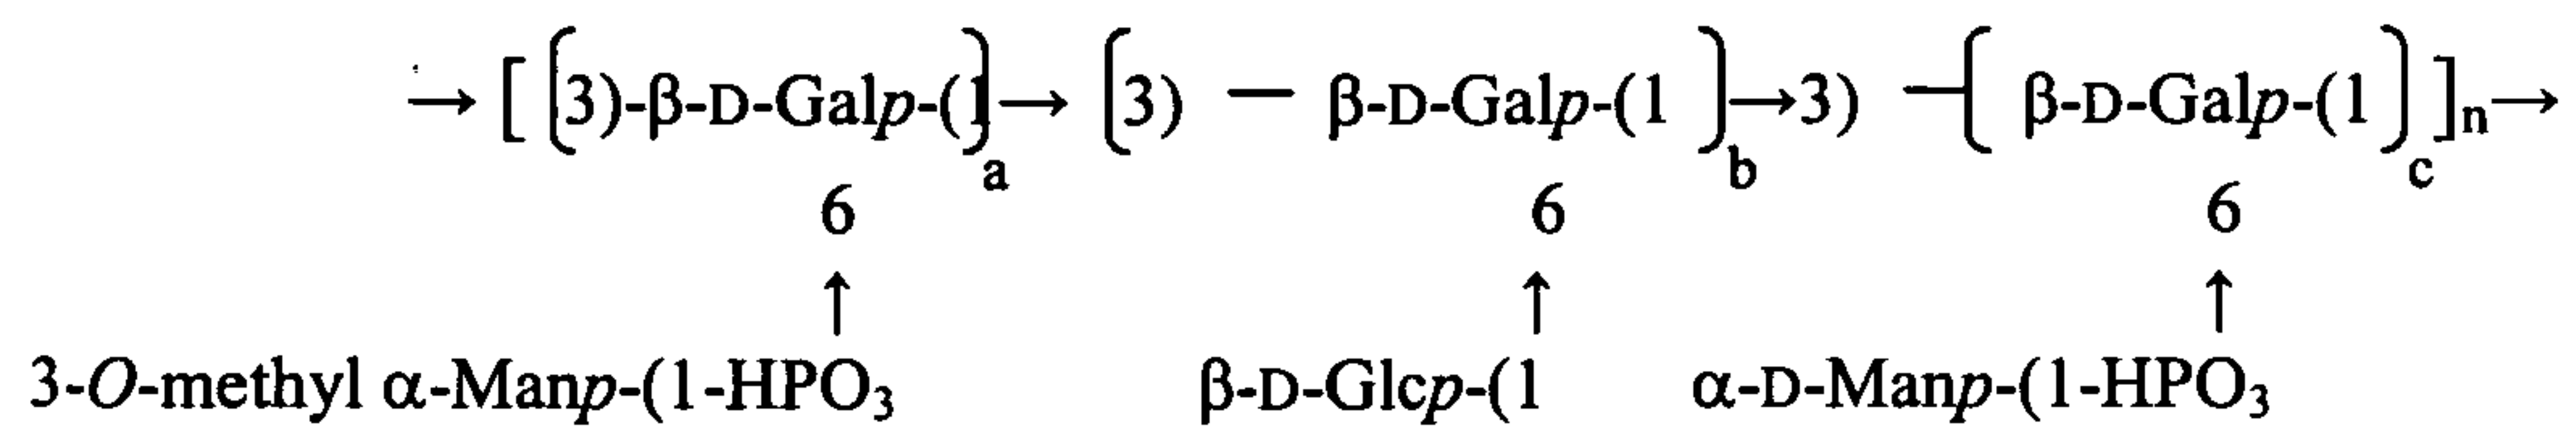 → [ (3)-β-D-Galp-(1)a → (3) — β-D-Galp-(1 )b →3) —( β-D-Galp-(1 )c ]n→
6 6 6
↑ ↑ ↑
3-O-methyl α-Manp-(1-HPO3 β-D-Glcp-(1 α-D-Manp-(1-HPO3